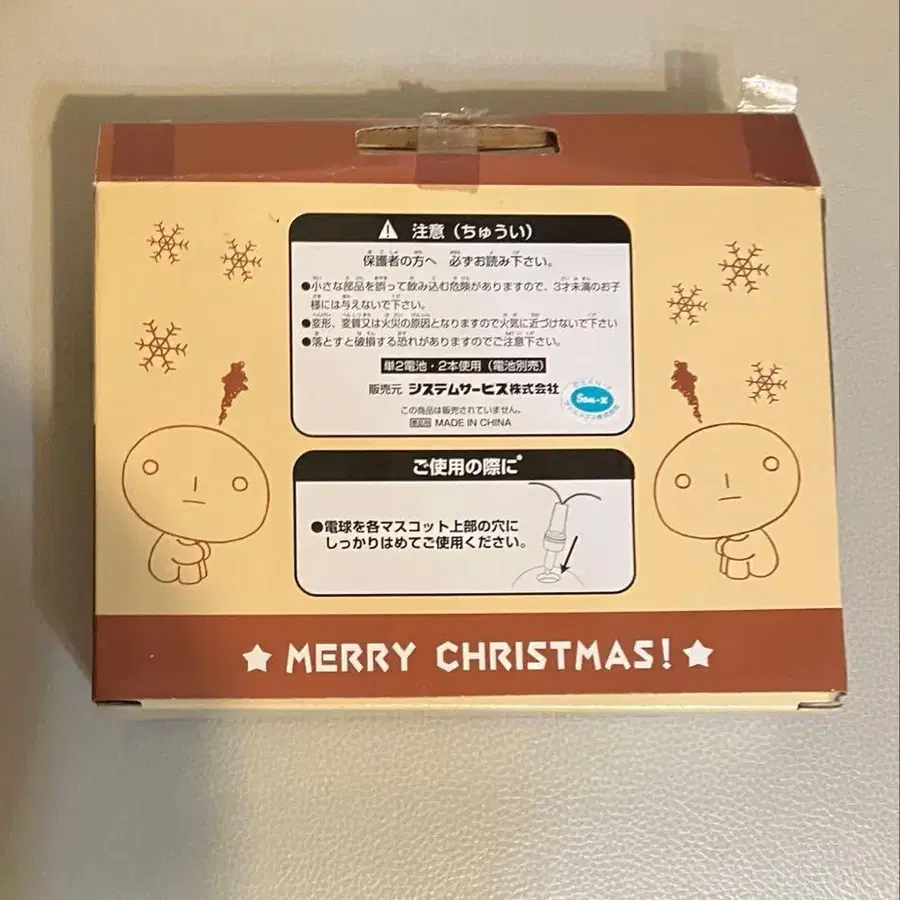 注意（ちゅうい）
保護者の方へ 必ずお読み下さい。
●小さな部品を誤って飲み込む危険がありますので、3才未満のお子
様には与えないで下さい。
●変形、変質又は火災の原因となりますので火気に近づけないで下さい
●落とすと破損する恐れがありますのでご注意下さい。
単2電池・2本使用（電池別売）
販売元 システムサービス株式会社
San-x
この商品は販売されていません。
景品用 MADE IN CHINA
ご使用の際に
●電球を各マスコット上部の穴に
しっかりはめてご使用ください。
★ MERRY CHRISTMAS! ★